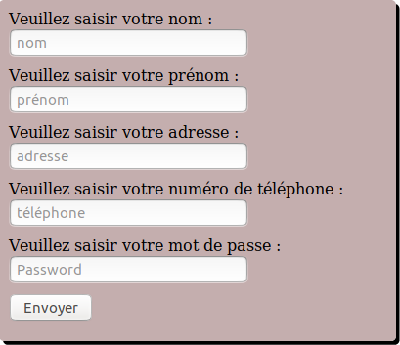 Veuillez saisir votre nom :
nom
Veuillez saisir votre prénom :
prénom
Veuillez saisir votre adresse :
adresse
Veuillez saisir votre numéro de téléphone :
téléphone
Veuillez saisir votre mot de passe :
Password
Envoyer